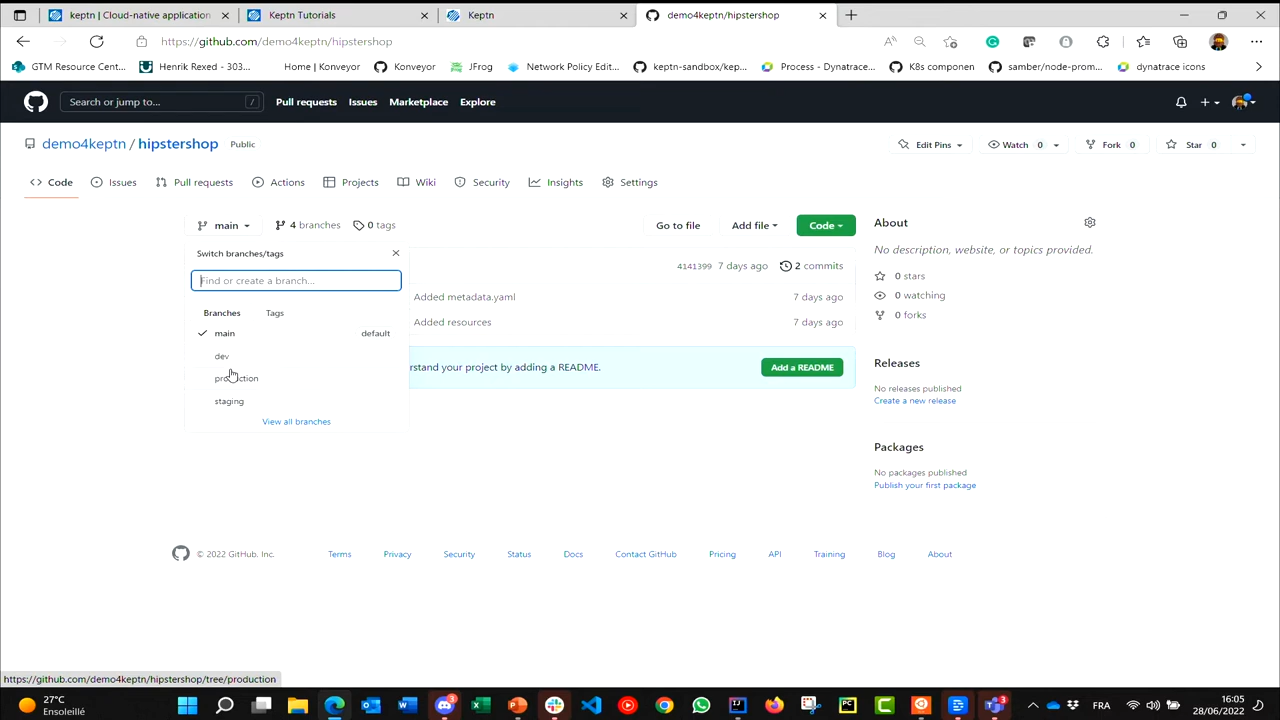 keptn | Cloud-native application
Keptn Tutorials
Keptn
demo4keptn/hipstershop
https://github.com/demo4keptn/hipstershop
GTM Resource Cent...
Henrik Rexed - 303...
Home | Konveyor
Konveyor
JFrog
Network Policy Edit...
keptn-sandbox/kep...
Process - Dynatrace...
K8s componen
samber/node-prom...
dynatrace icons
Search or jump to... /
Pull requests
Issues
Marketplace
Explore
demo4keptn / hipstershop Public
Edit Pins
Watch 0
Fork 0
Star 0
Code
Issues
Pull requests
Actions
Projects
Wiki
Security
Insights
Settings
main
4 branches
0 tags
Go to file
Add file
Code
Switch branches/tags
Find or create a branch...
Branches
Tags
main default
dev
production
staging
View all branches
4141399 7 days ago 2 commits
Added metadata.yaml 7 days ago
Added resources 7 days ago
rstand your project by adding a README.
Add a README
About
No description, website, or topics provided.
0 stars
0 watching
0 forks
Releases
No releases published
Create a new release
Packages
No packages published
Publish your first package
© 2022 GitHub, Inc.
Terms
Privacy
Security
Status
Docs
Contact GitHub
Pricing
API
Training
Blog
About
https://github.com/demo4keptn/hipstershop/tree/production
27°C
Ensoleillé
3
3
FRA
16:05
28/06/2022